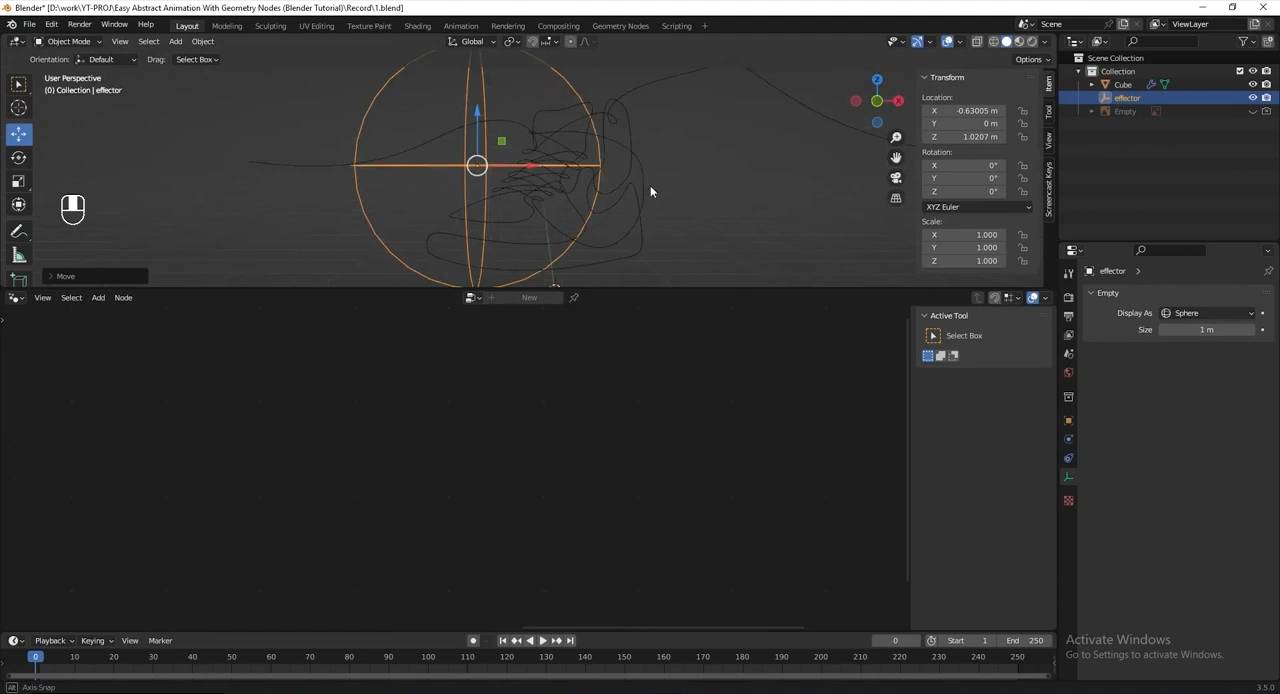 Blender* [D:\work\YT-PROJ\Easy Abstract Animation With Geometry Nodes (Blender Tutorial)\Record\1.blend]
File Edit Render Window Help Layout Modeling Sculpting UV Editing Texture Paint Shading Animation Rendering Compositing Geometry Nodes Scripting + Scene ViewLayer
Object Mode View Select Add Object Global
Orientation: Default Drag: Select Box Options
User Perspective
(0) Collection | effector
Transform
Location:
X -0.63005 m
Y 0 m
Z 1.0207 m
Rotation:
X 0°
Y 0°
Z 0°
XYZ Euler
Scale:
X 1.000
Y 1.000
Z 1.000
Item
Tool
View
Screencast Keys
Z
X
Move
Scene Collection
Collection
Cube
effector
Empty
effector
Empty
Display As Sphere
Size 1 m
View Select Add Node New
Active Tool
Select Box
Playback Keying View Marker 0 Start 1 End 250
0 10 20 30 40 50 60 70 80 90 100 110 120 130 140 150 160 170 180 190 200 210 220 230 240 250
Activate Windows
Go to Settings to activate Windows.
Alt Axis Snap 3.5.0